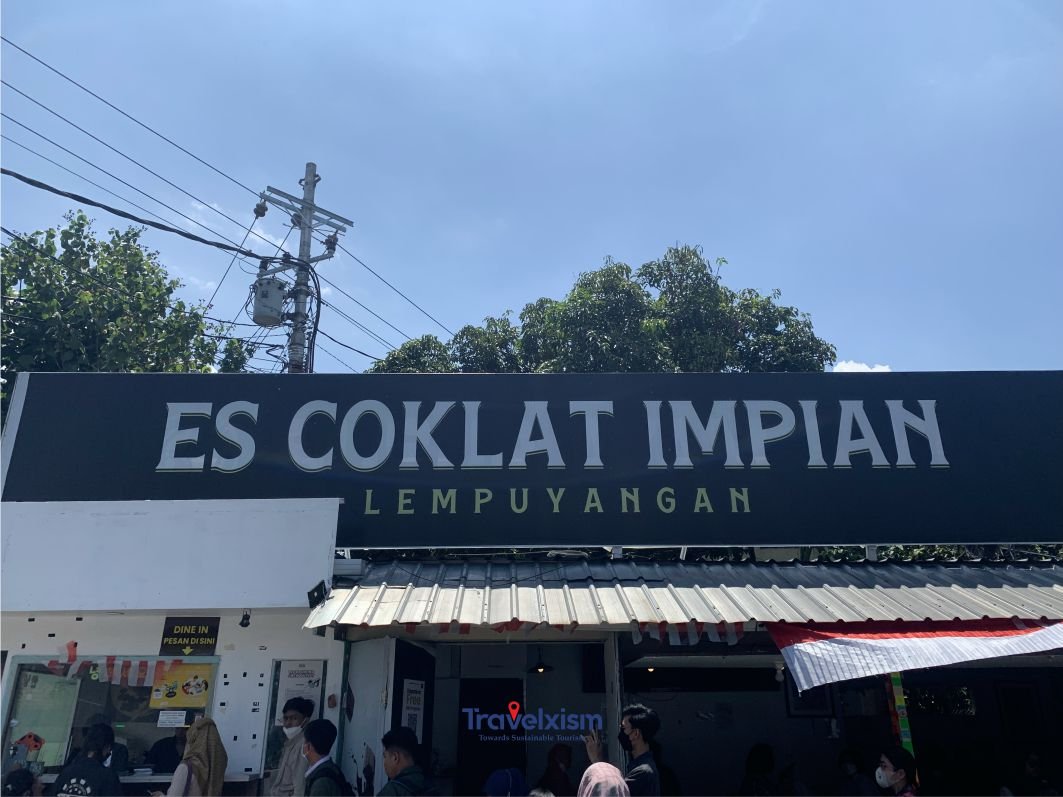 ES COKLAT IMPIAN
LEMPUYANGAN
DINE IN
PESAN DI SINI
Travelxism
Towards Sustainable Tourism